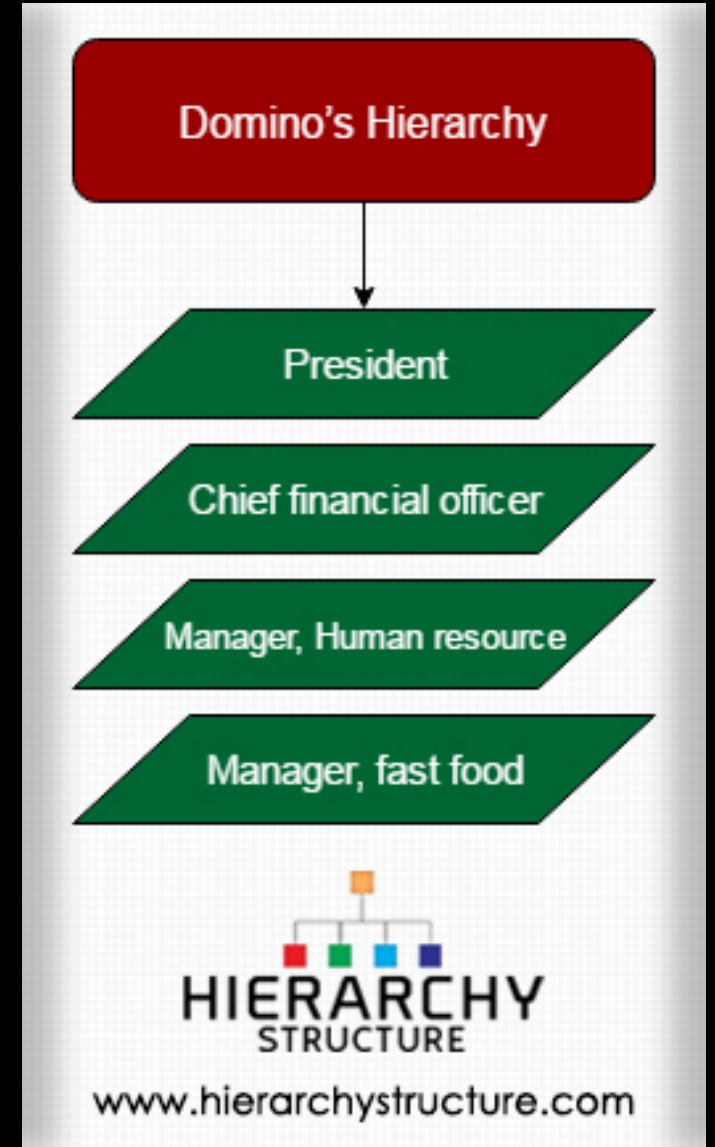 Domino's Hierarchy
President
Chief financial officer
Manager, Human resource
Manager, fast food
HIERARCHY
STRUCTURE
www.hierarchystructure.com